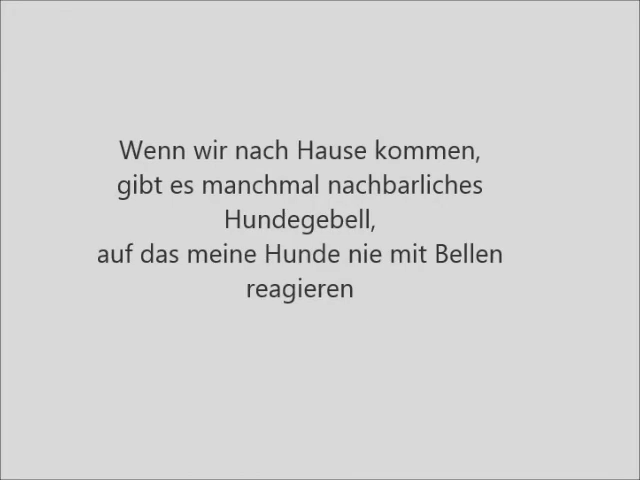 Wenn wir nach Hause kommen,
gibt es manchmal nachbarliches
Hundegebell,
auf das meine Hunde nie mit Bellen
reagieren